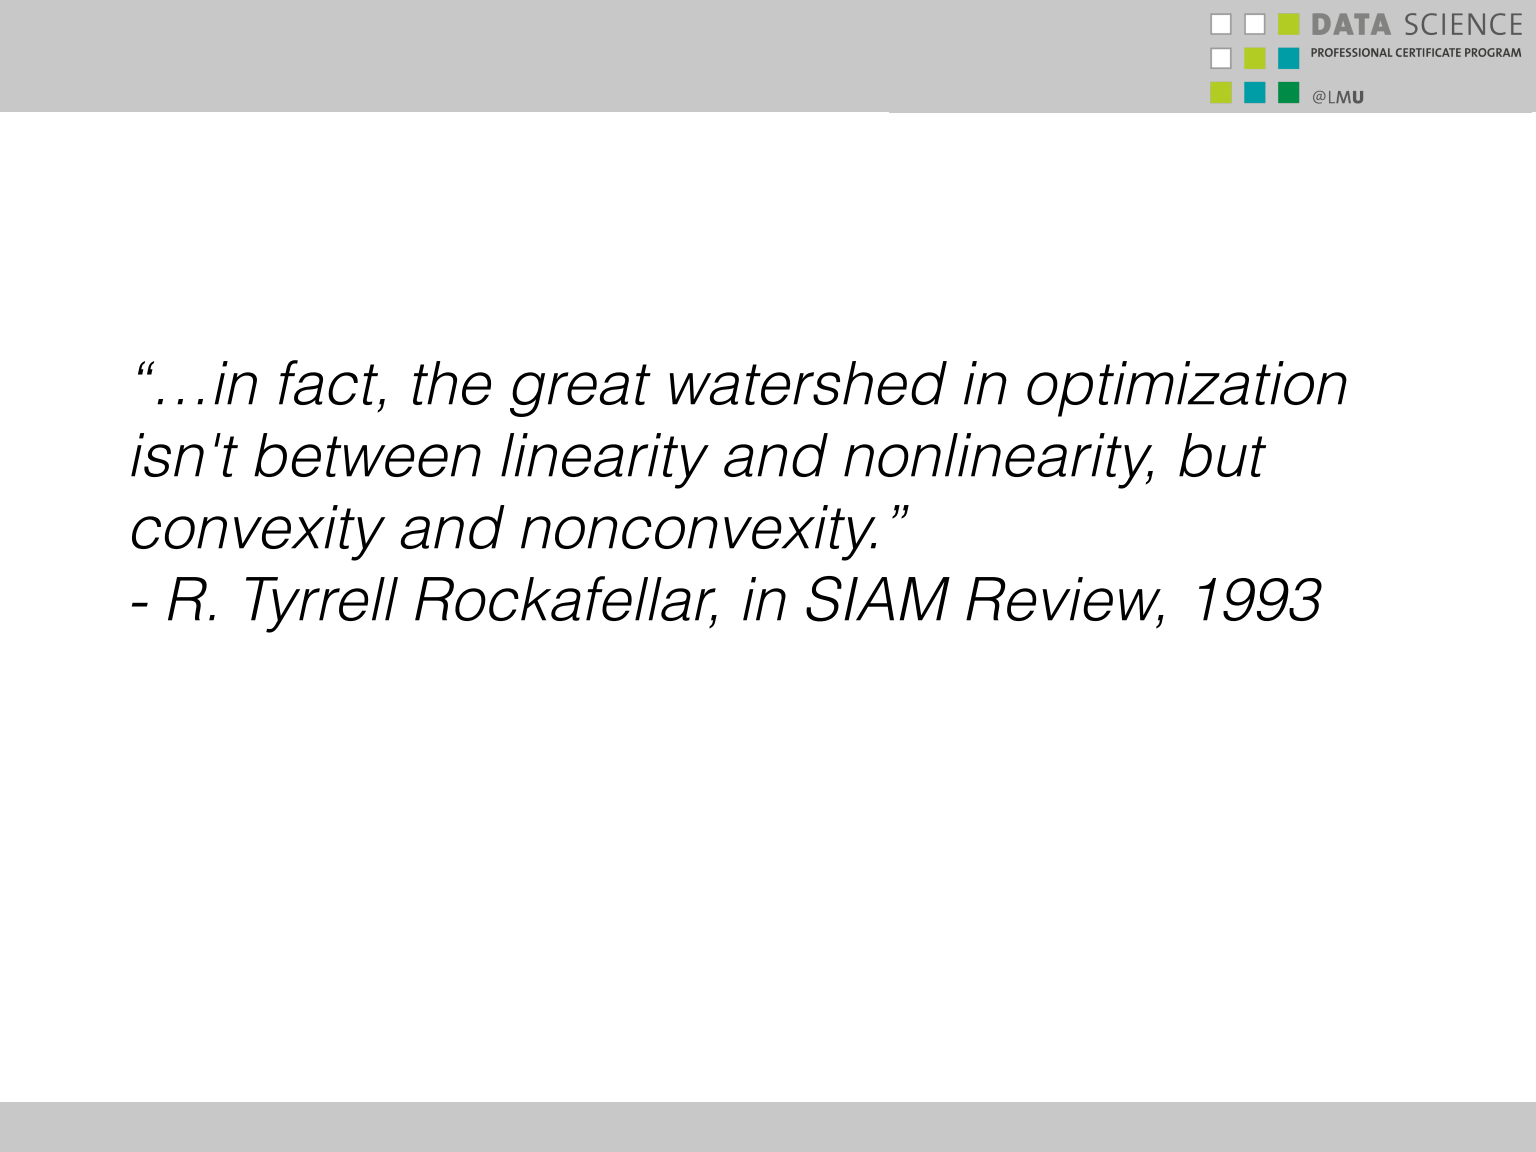 DATA SCIENCE
PROFESSIONAL CERTIFICATE PROGRAM
@LMU
“…in fact, the great watershed in optimization
isn't between linearity and nonlinearity, but
convexity and nonconvexity.”
- R. Tyrrell Rockafellar, in SIAM Review, 1993